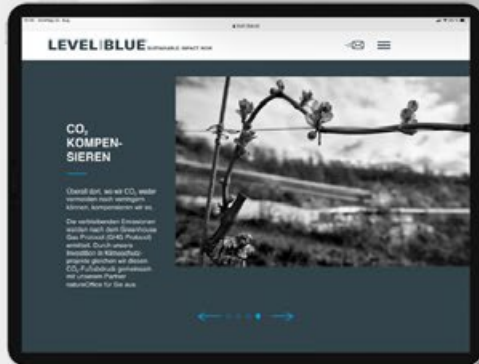 LEVEL BLUE SUSTAINABLE. IMPACT. NOW
CO₂
KOMPEN-
SIEREN
Überall dort, wo wir CO₂ weder
vermeiden noch verringern
können, kompensieren wir es.
Die verbleibenden Emissionen
werden nach dem Greenhouse
Gas Protocol (GHG Protocol)
ermittelt. Durch unsere
Investition in Klimaschutz-
projekte gleichen wir diesen
CO₂-Fußabdruck gemeinsam
mit unserem Partner
natureOffice für Sie aus.